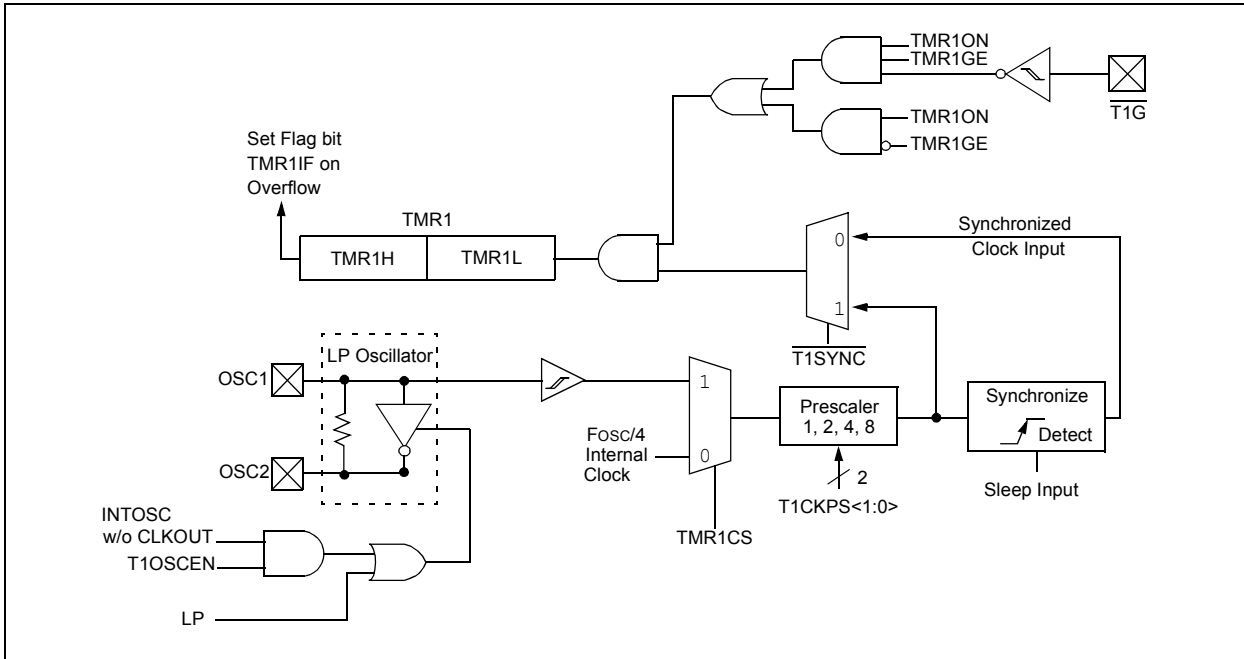 TMR1ON
TMR1GE
T1G
TMR1ON
TMR1GE
Set Flag bit
TMR1IF on
Overflow
TMR1
TMR1H
TMR1L
0
1
Synchronized
Clock Input
T1SYNC
LP Oscillator
OSC1
OSC2
1
0
FOSC/4
Internal
Clock
TMR1CS
Prescaler
1, 2, 4, 8
2
T1CKPS<1:0>
Synchronize
Detect
Sleep Input
INTOSC
w/o CLKOUT
T1OSCEN
LP